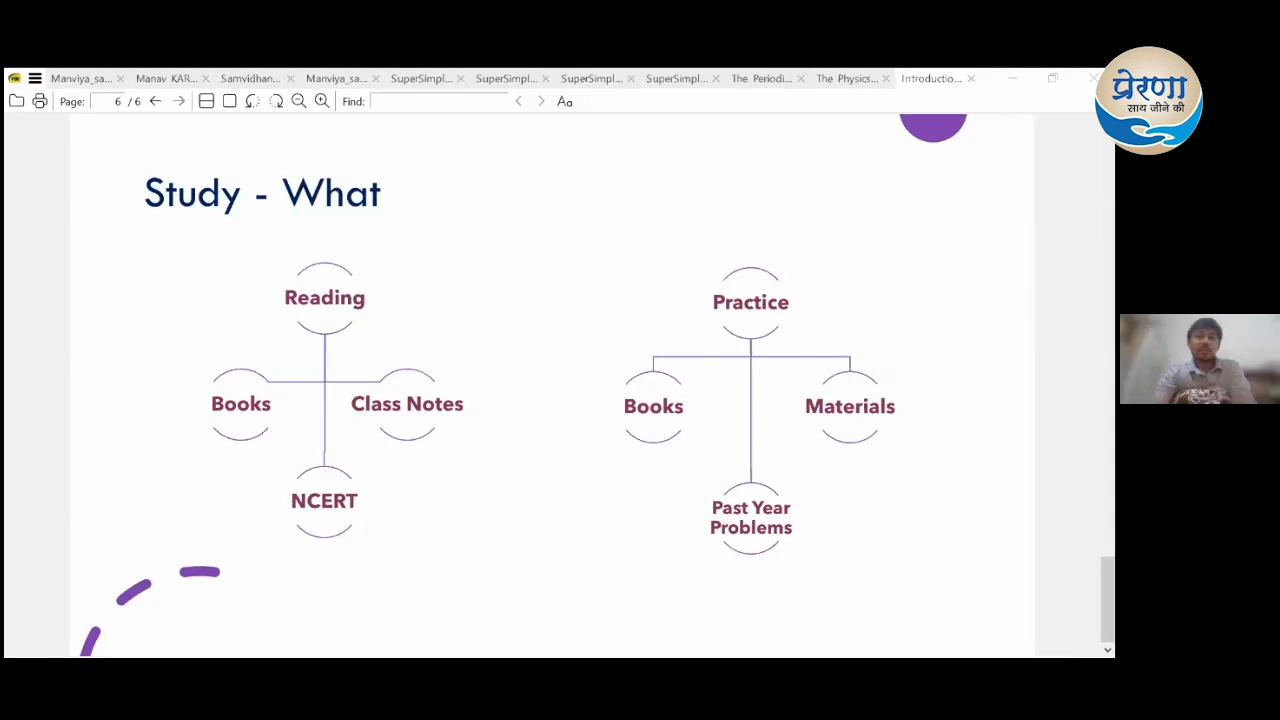 Manviya_sa...
Manav KAR...
Samvidhan...
Manviya_sa...
SuperSimpl...
SuperSimpl...
SuperSimpl...
SuperSimpl...
The Periodi...
The Physics...
Introductio...
Page: 6 / 6
Find:
Aa
प्रेरणा
साथ जीने की
Study - What
Reading
Books
Class Notes
NCERT
Practice
Books
Materials
Past Year
Problems